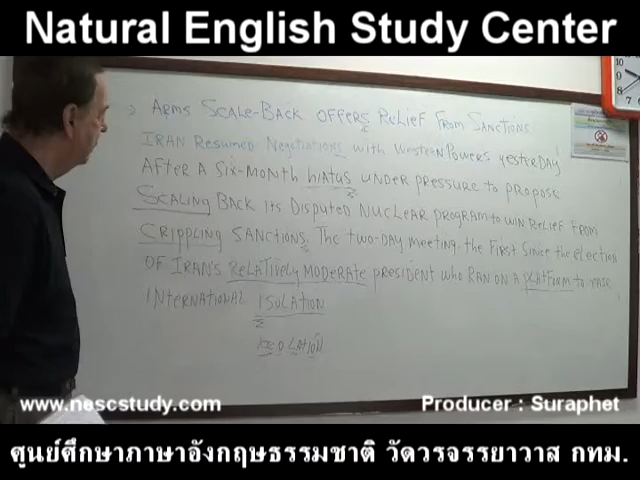 Natural English Study Center
ARMS SCALE-BACK OFFERS RELIEF FROM SANCTIONS
IRAN RESUMED NEGOTIATIONS WITH WESTERN POWERS YESTERDAY
AFTER A SIX-MONTH HIATUS UNDER PRESSURE TO PROPOSE
SCALING BACK ITS DISPUTED NUCLEAR PROGRAM TO WIN RELIEF FROM
CRIPPLING SANCTIONS. THE TWO-DAY MEETING, THE FIRST SINCE THE ELECTION
OF IRAN'S RELATIVELY MODERATE PRESIDENT WHO RAN ON A PLATFORM TO
INTERNATIONAL ISOLATION
www.nescstudy.com
Producer : Suraphet
ศูนย์ศึกษาภาษาอังกฤษธรรมชาติ วัดวรจรรยาวาส กทม.